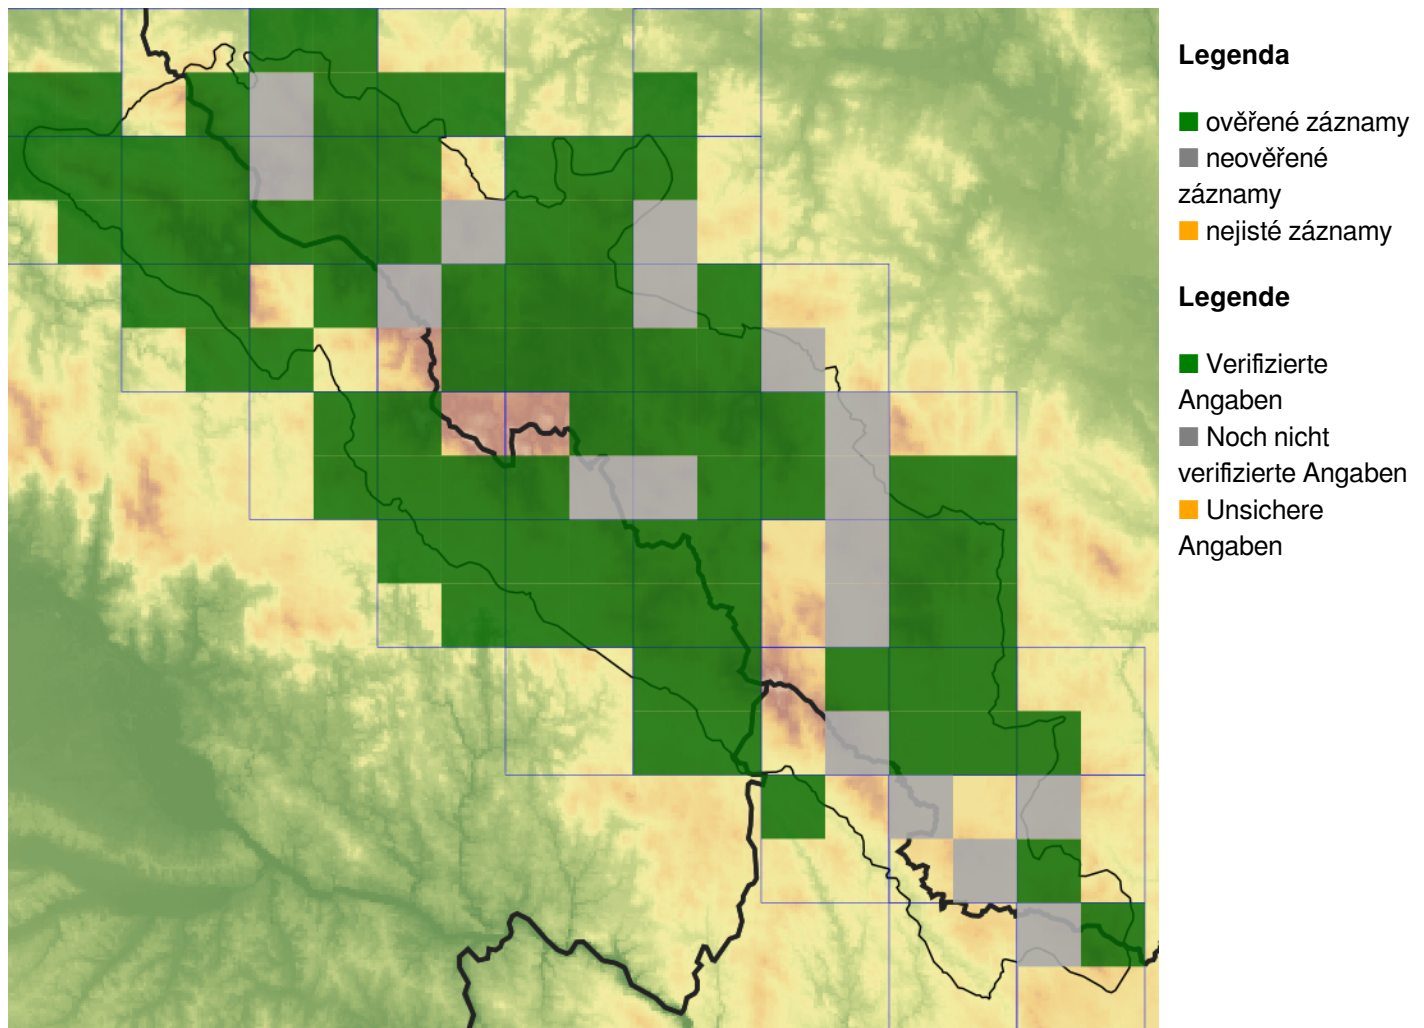 Legenda
ověřené záznamy
neověřené
záznamy
nejisté záznamy
Legende
Verifizierte
Angaben
Noch nicht
verifizierte Angaben
Unsichere
Angaben